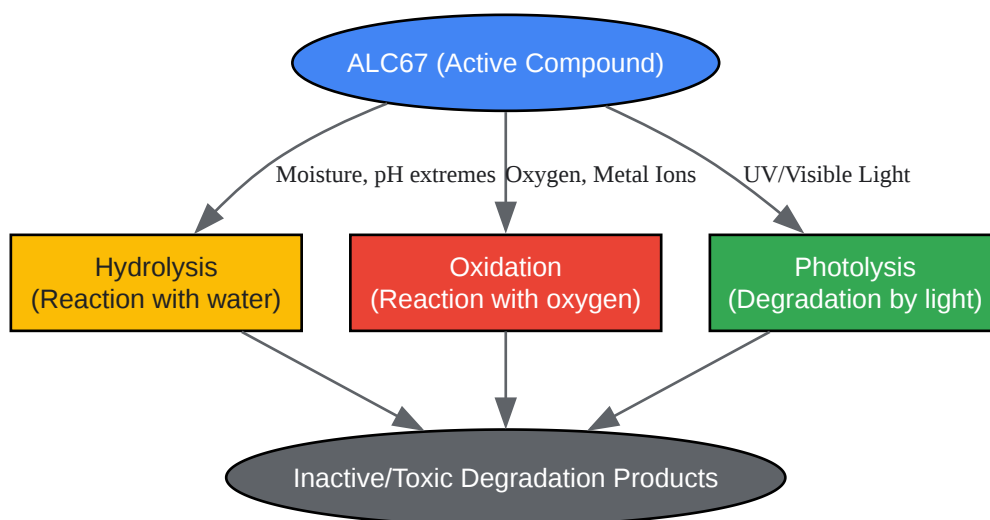 ALC67 (Active Compound)
Moisture, pH extremes
Oxygen, Metal Ions
UV/Visible Light
Hydrolysis
(Reaction with water)
Oxidation
(Reaction with oxygen)
Photolysis
(Degradation by light)
Inactive/Toxic Degradation Products